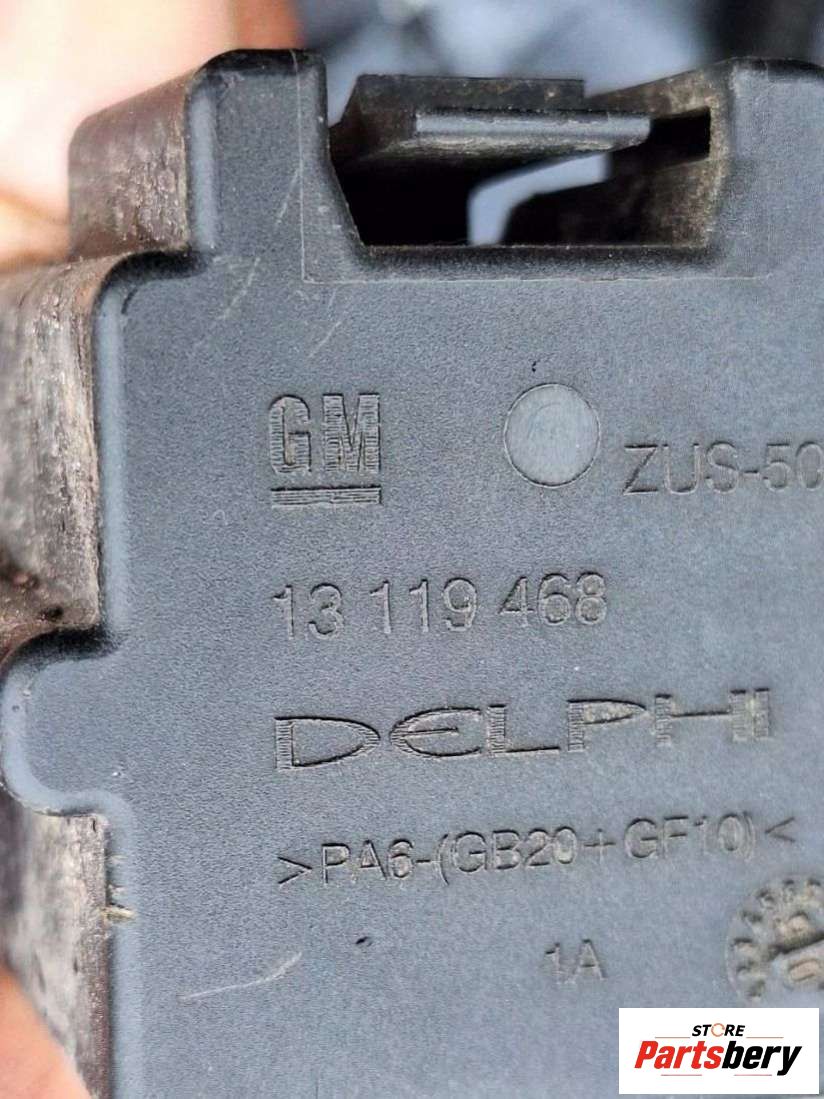 GM
ZUS-50
13 119 468
DELPHI
>PA6-(GB20+GF10)<
1A
STORE
Partsbery